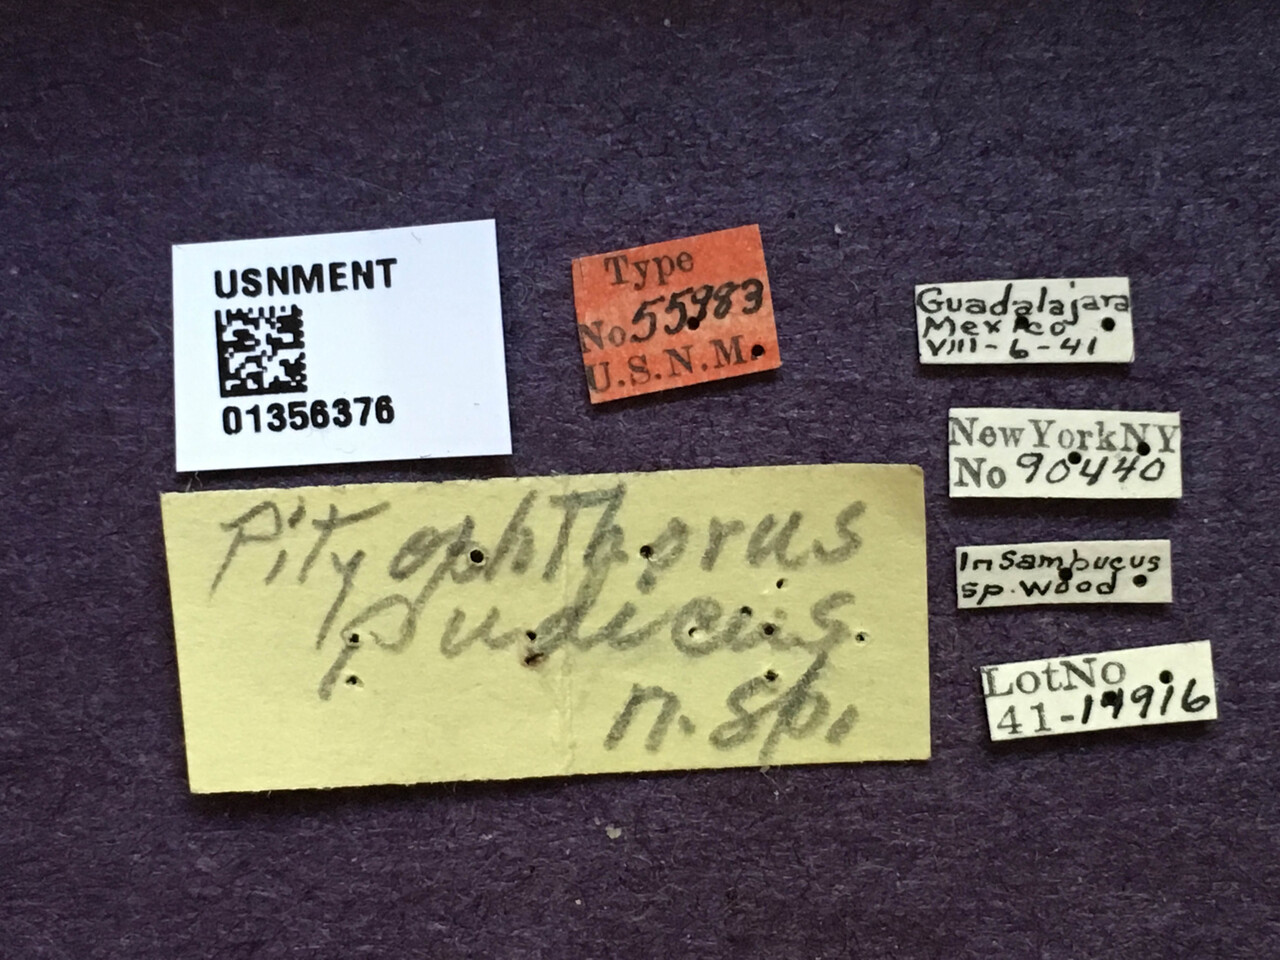 USNMENT
01356376
Type
No 55983
U.S.N.M.
Guadalajara
Mexico
VIII-6-41
New York NY
No 90440
In Sambucus
sp. Wood
Lot No
41-17916
Pityophthorus
pudicus
n. sp.